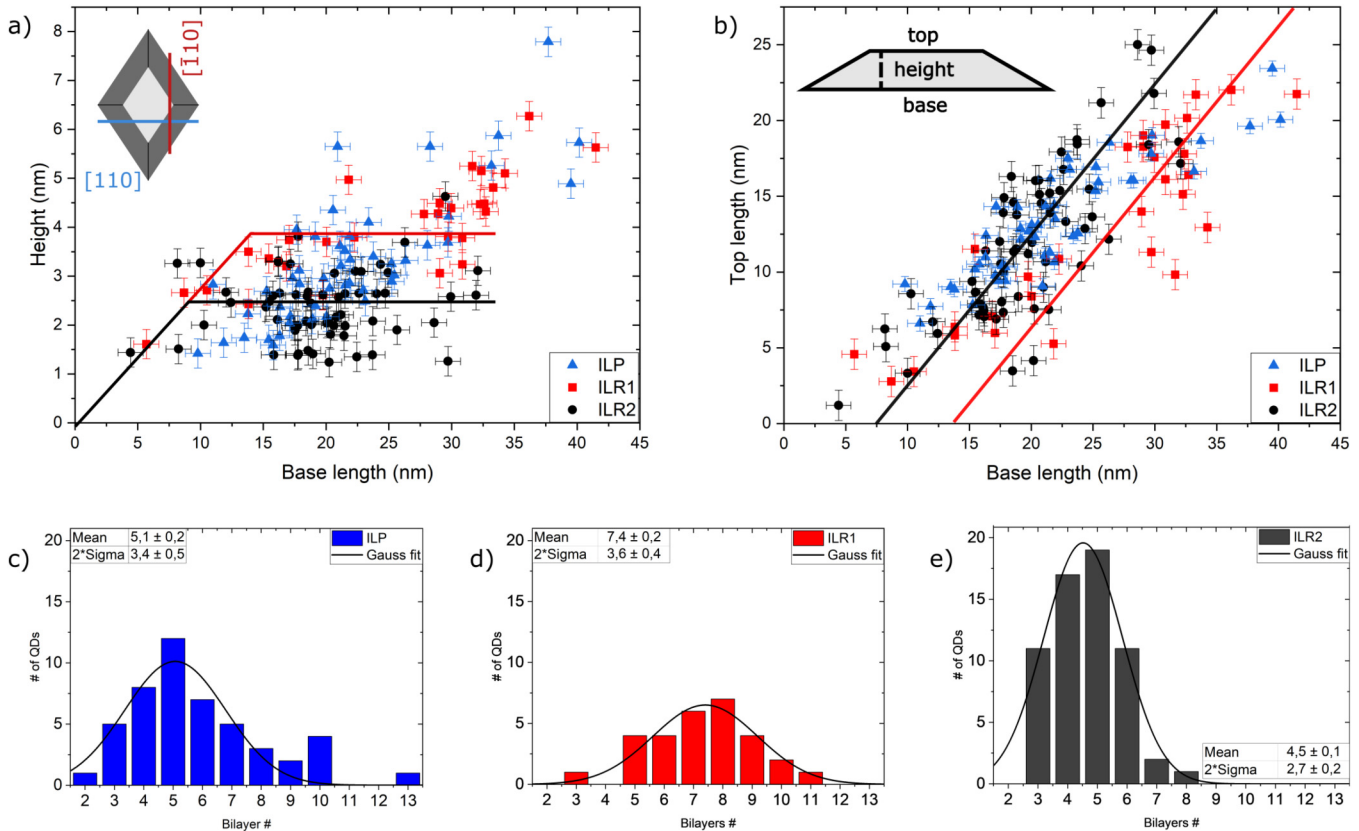 a)
Height (nm)
8
7
6
5
4
3
2
1
0
[1̄10]
[110]
ILP
ILR1
ILR2
0 5 10 15 20 25 30 35 40 45
Base length (nm)
b)
Top length (nm)
25
20
15
10
5
0
top
height
base
ILP
ILR1
ILR2
0 5 10 15 20 25 30 35 40 45
Base length (nm)
c)
# of QDs
20
15
10
5
0
Mean 5,1 ± 0,2
2*Sigma 3,4 ± 0,5
ILP
Gauss fit
2 3 4 5 6 7 8 9 10 11 12 13
Bilayer #
d)
# of QDs
20
15
10
5
0
Mean 7,4 ± 0,2
2*Sigma 3,6 ± 0,4
ILR1
Gauss fit
2 3 4 5 6 7 8 9 10 11 12 13
Bilayers #
e)
# of QDs
20
15
10
5
0
ILR2
Gauss fit
Mean 4,5 ± 0,1
2*Sigma 2,7 ± 0,2
2 3 4 5 6 7 8 9 10 11 12 13
Bilayers #